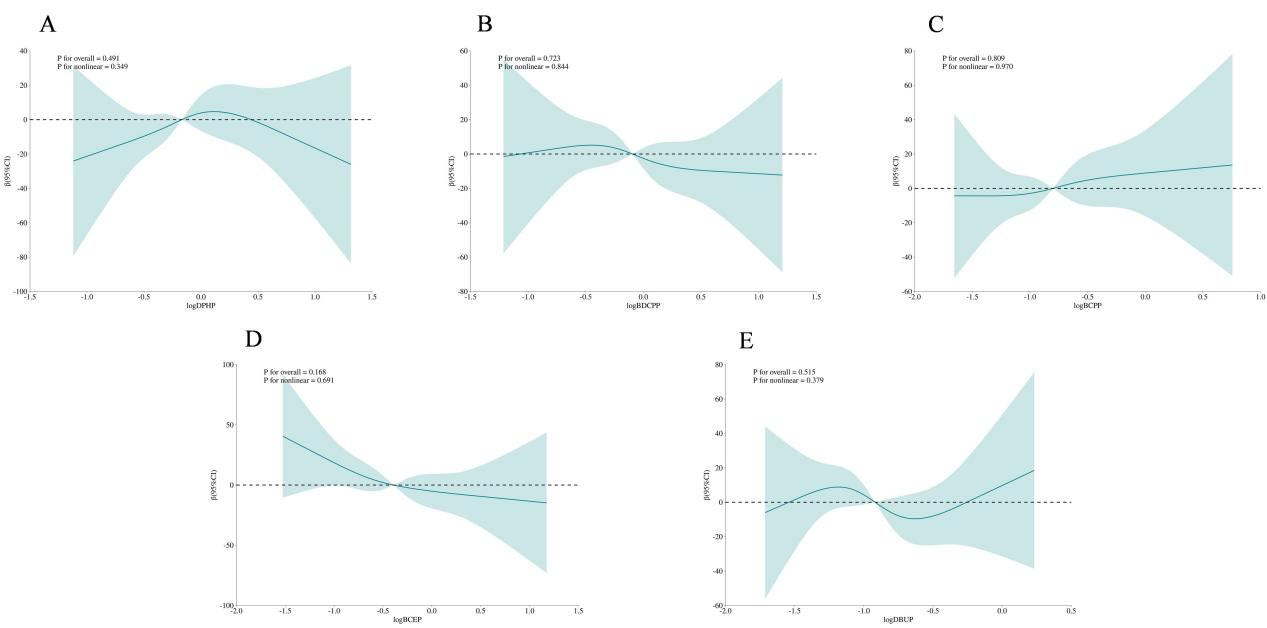 A
P for overall = 0.491
P for nonlinear = 0.349
40
20
0
-20
-40
-60
-80
-100
β(95%CI)
-1.5 -1.0 -0.5 0.0 0.5 1.0 1.5
logDPHP
B
P for overall = 0.723
P for nonlinear = 0.844
60
40
20
0
-20
-40
-60
-80
β(95%CI)
-1.5 -1.0 -0.5 0.0 0.5 1.0 1.5
logBDCPP
C
P for overall = 0.809
P for nonlinear = 0.970
80
60
40
20
0
-20
-40
-60
β(95%CI)
-2.0 -1.5 -1.0 -0.5 0.0 0.5 1.0
logBCPP
D
P for overall = 0.168
P for nonlinear = 0.691
100
50
0
-50
-100
β(95%CI)
-2.0 -1.5 -1.0 -0.5 0.0 0.5 1.0 1.5
logBCEP
E
P for overall = 0.515
P for nonlinear = 0.379
80
60
40
20
0
-20
-40
-60
β(95%CI)
-2.0 -1.5 -1.0 -0.5 0.0 0.5
logDBUP